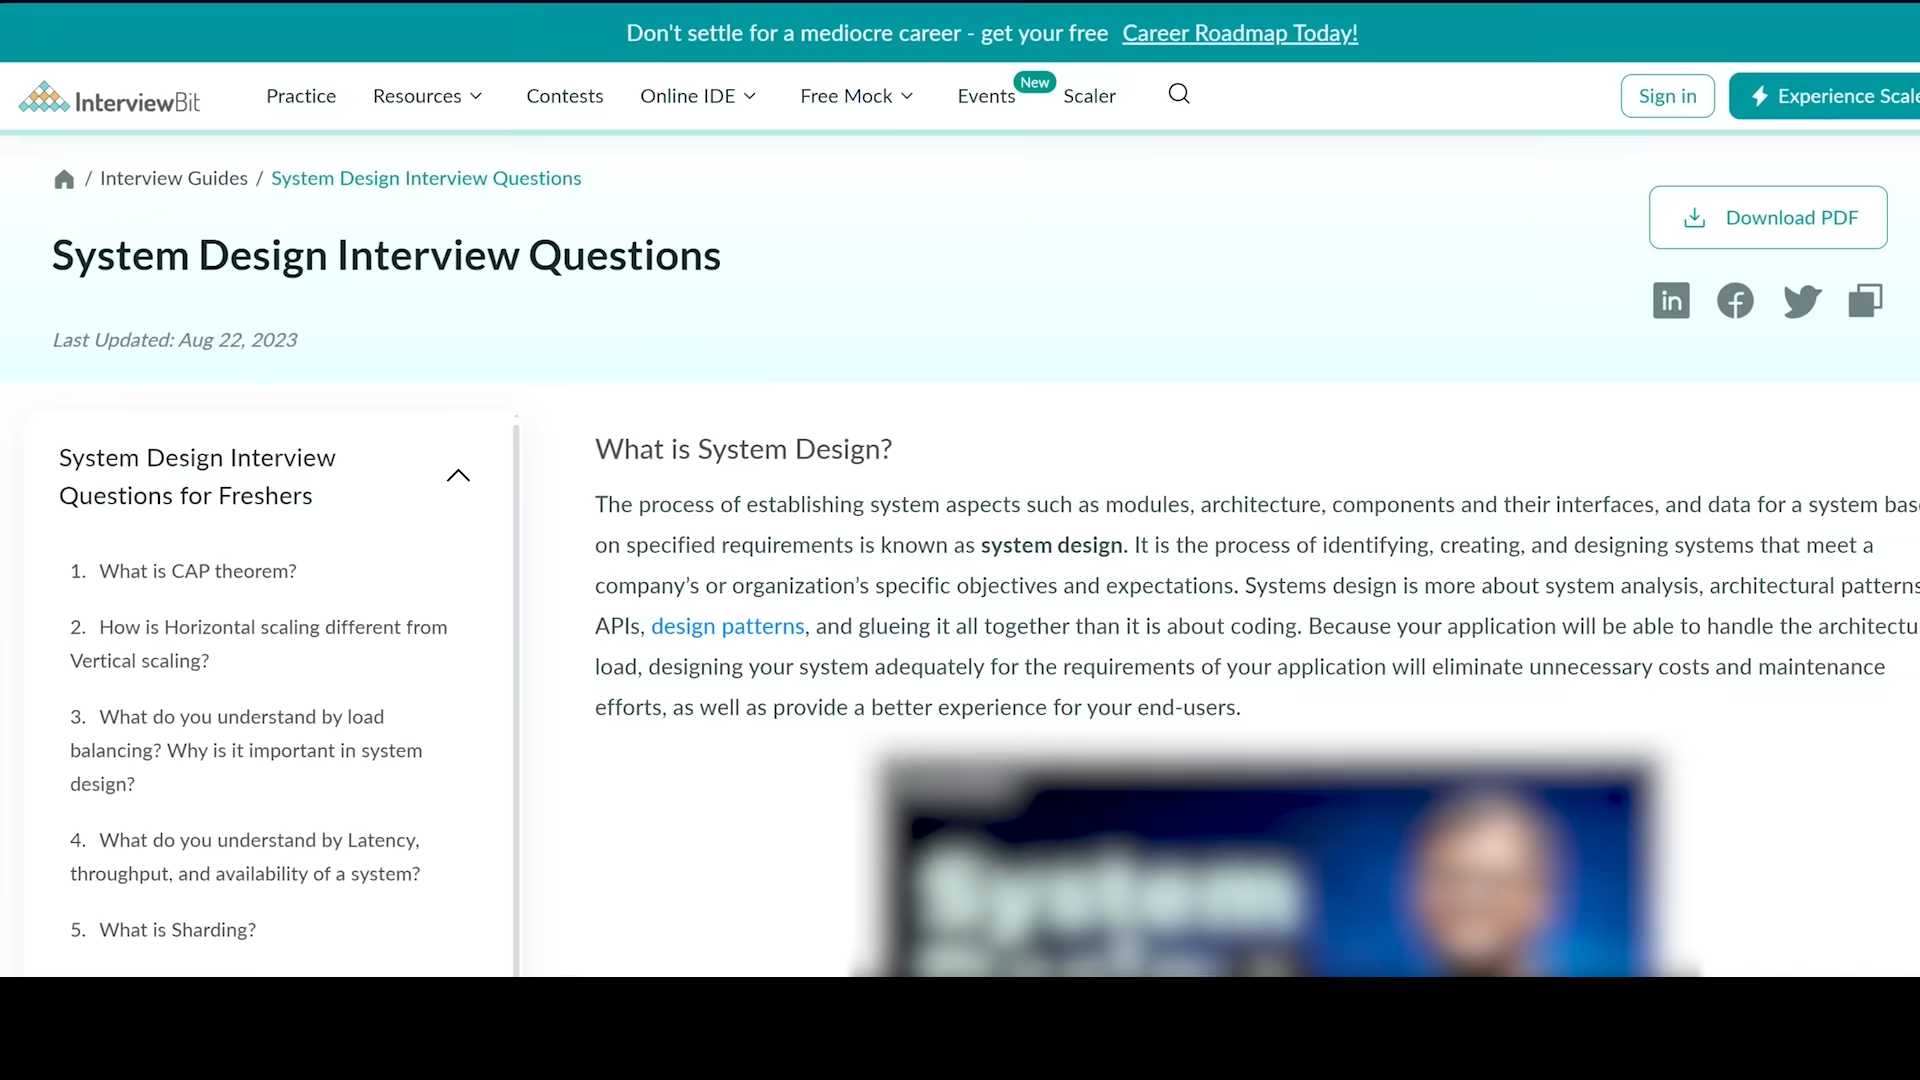 Don't settle for a mediocre career - get your free Career Roadmap Today!
InterviewBit Practice Resources Contests Online IDE Free Mock Events New Scaler Sign in Experience
/ Interview Guides / System Design Interview Questions
Download PDF
System Design Interview Questions
Last Updated: Aug 22, 2023
System Design Interview
Questions for Freshers
1. What is CAP theorem?
2. How is Horizontal scaling different from
Vertical scaling?
3. What do you understand by load
balancing? Why is it important in system
design?
4. What do you understand by Latency,
throughput, and availability of a system?
5. What is Sharding?
What is System Design?
The process of establishing system aspects such as modules, architecture, components and their interfaces, and data for a system
on specified requirements is known as system design. It is the process of identifying, creating, and designing systems that meet a
company’s or organization’s specific objectives and expectations. Systems design is more about system analysis, architectural patterns
APIs, design patterns, and glueing it all together than it is about coding. Because your application will be able to handle the
load, designing your system adequately for the requirements of your application will eliminate unnecessary costs and maintenance
efforts, as well as provide a better experience for your end-users.
System